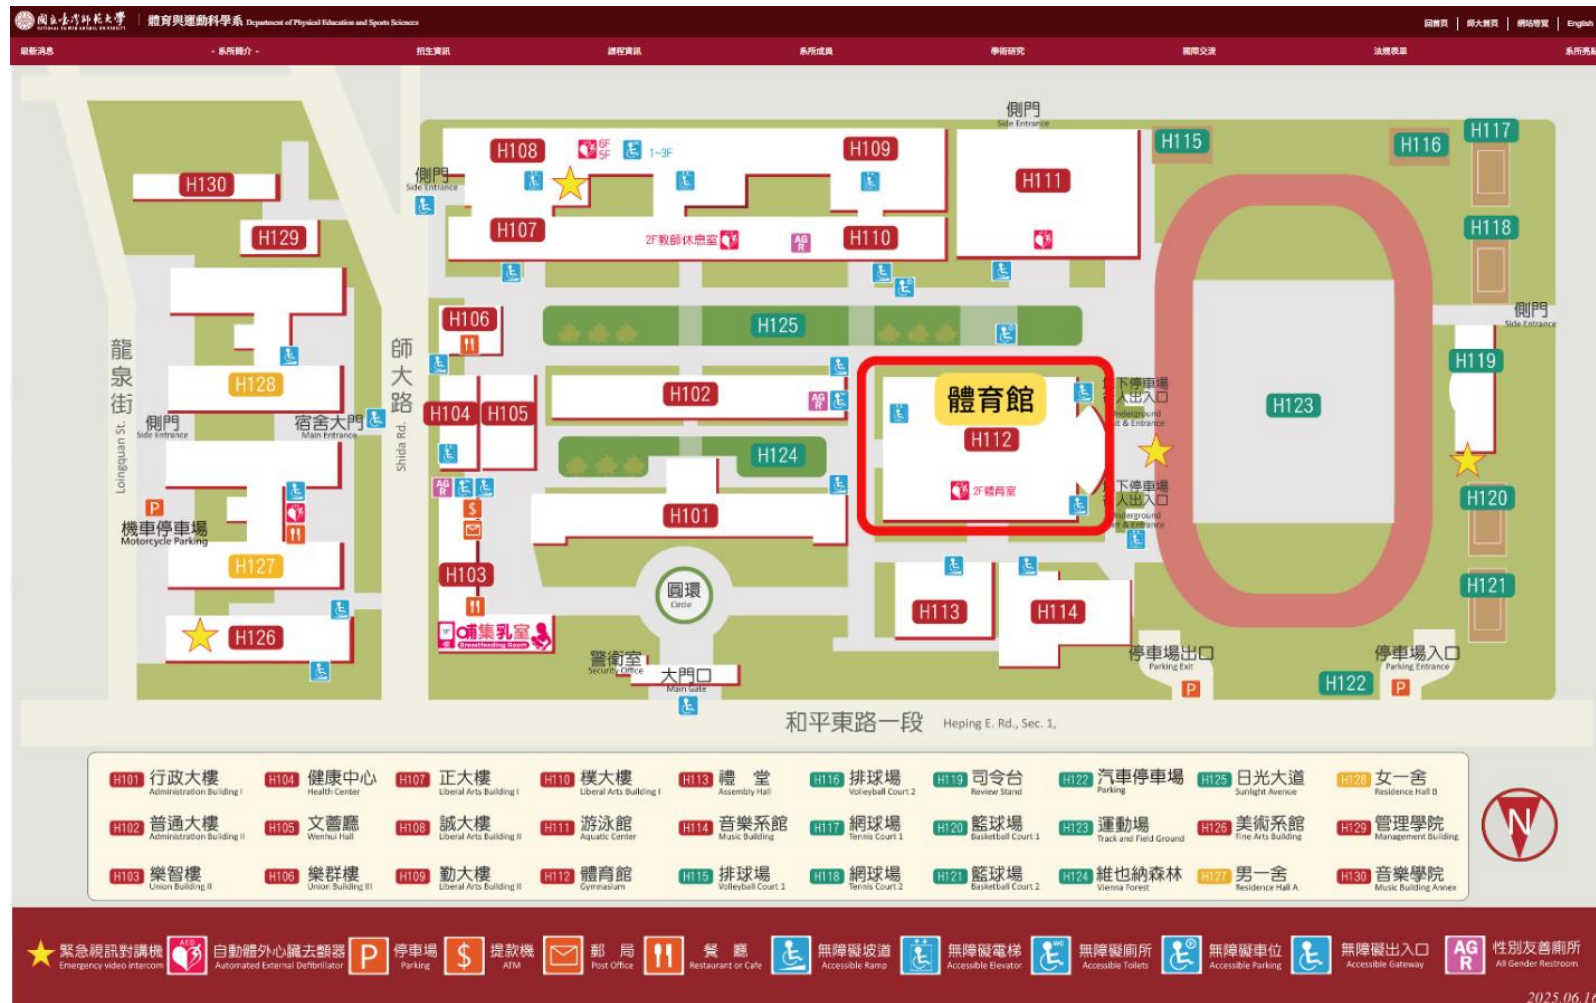 國立臺灣師範大學 體育與運動科學系 Department of Physical Education and Sports Sciences
NATIONAL TAIWAN NORMAL UNIVERSITY
回首頁 師大首頁 網站導覽 English
最新消息 - 系所簡介 - 招生資訊 課程資訊 系所成員 學術研究 國際交流 法規表單 系所亮點
側門
Side Entrance
H115
H116
H117
H108
6F
5F
1~3F
H109
H111
側門
Side Entrance
H130
H107
2F教師休息室
AG
R
H110
H118
H129
H106
H125
側門
Side Entrance
龍泉街
Loingquan St.
師大路
Shida Rd.
H119
H128
H104
H105
H102
AG
R
體育館
H112
2F體育室
地下停車場
行人出入口
Underground
Exit & Entrance
H123
側門
Side Entrance
宿舍大門
Main Entrance
H124
下停車場
人出入口
Underground
Exit & Entrance
AG
R
$
P
機車停車場
Motorcycle Parking
H101
H120
H127
H103
圓環
Circle
H113
H114
H121
H126
哺集乳室
Breastfeeding Room
警衛室
Security Office
大門口
Main Gate
停車場出口
Parking Exit
P
H122
停車場入口
Parking Entrance
P
和平東路一段 Heping E. Rd., Sec. 1,
H101 行政大樓 H104 健康中心 H107 正大樓 H110 樸大樓 H113 禮 堂 H116 排球場 H119 司令台 H122 汽車停車場 H125 日光大道 H128 女一舍
Administration Building I Health Center Liberal Arts Building I Liberal Arts Building I Assembly Hall Volleyball Court 2 Review Stand Parking Sunlight Avenue Residence Hall B
H102 普通大樓 H105 文薈廳 H108 誠大樓 H111 游泳館 H114 音樂系館 H117 網球場 H120 籃球場 H123 運動場 H126 美術系館 H129 管理學院
Administration Building II Wenhui Hall Liberal Arts Building II Aquatic Center Music Building Tennis Court 1 Basketball Court 1 Track and Field Ground Fine Arts Building Management Building
H103 樂智樓 H106 樂群樓 H109 勤大樓 H112 體育館 H115 排球場 H118 網球場 H121 籃球場 H124 維也納森林 H127 男一舍 H130 音樂學院
Union Building II Union Building III Liberal Arts Building II Gymnasium Volleyball Court 1 Tennis Court 2 Basketball Court 2 Vienna Forest Residence Hall A Music Building Annex
N
緊急視訊對講機 AED 自動體外心臟去顫器 P 停車場 $ 提款機 郵 局 餐 廳 無障礙坡道 無障礙電梯 無障礙廁所 無障礙車位 無障礙出入口 AG R 性別友善廁所
Emergency video intercom Automated External Defibrillator Parking ATM Post Office Restaurant or Cafe Accessible Ramp Accessible Elevator Accessible Toilets Accessible Parking Accessible Gateway All Gender Restroom